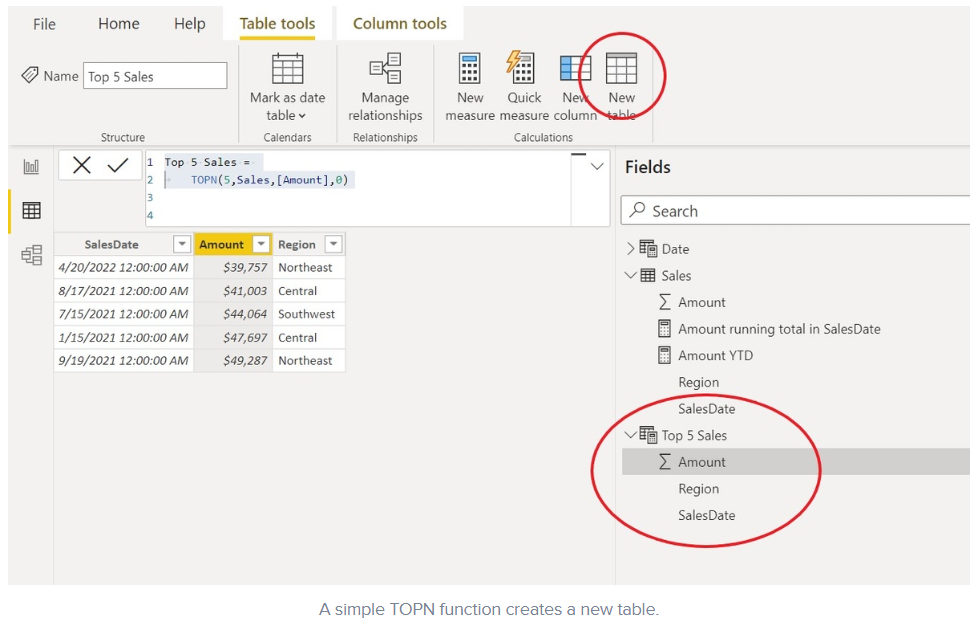 File Home Help Table tools Column tools
Name Top 5 Sales
Mark as date table
Manage relationships
New measure
Quick measure
New column
New table
Structure Calendars Relationships Calculations
1 Top 5 Sales =
2 TOPN(5,Sales,[Amount],0)
3
4
SalesDate Amount Region
4/20/2022 12:00:00 AM $39,757 Northeast
8/17/2021 12:00:00 AM $41,003 Central
7/15/2021 12:00:00 AM $44,064 Southwest
1/15/2021 12:00:00 AM $47,697 Central
9/19/2021 12:00:00 AM $49,287 Northeast
Fields
Search
Date
Sales
Amount
Amount running total in SalesDate
Amount YTD
Region
SalesDate
Top 5 Sales
Amount
Region
SalesDate
A simple TOPN function creates a new table.